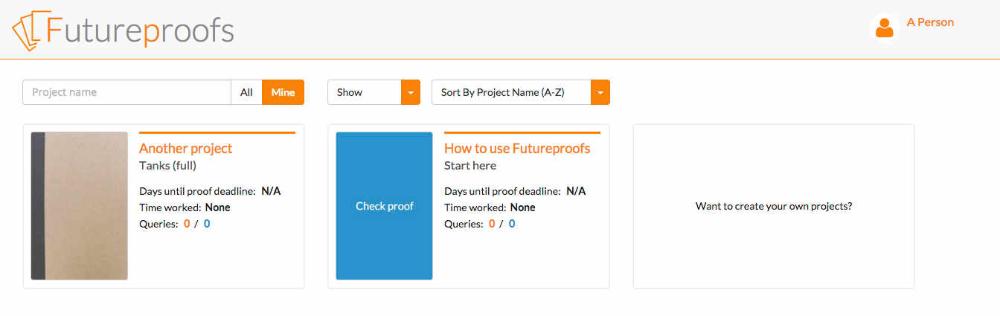 Futureproofs
A Person
Project name
All
Mine
Show
Sort By Project Name (A-Z)
Another project
Tanks (full)
Days until proof deadline: N/A
Time worked: None
Queries: 0 / 0
Check proof
How to use Futureproofs
Start here
Days until proof deadline: N/A
Time worked: None
Queries: 0 / 0
Want to create your own projects?